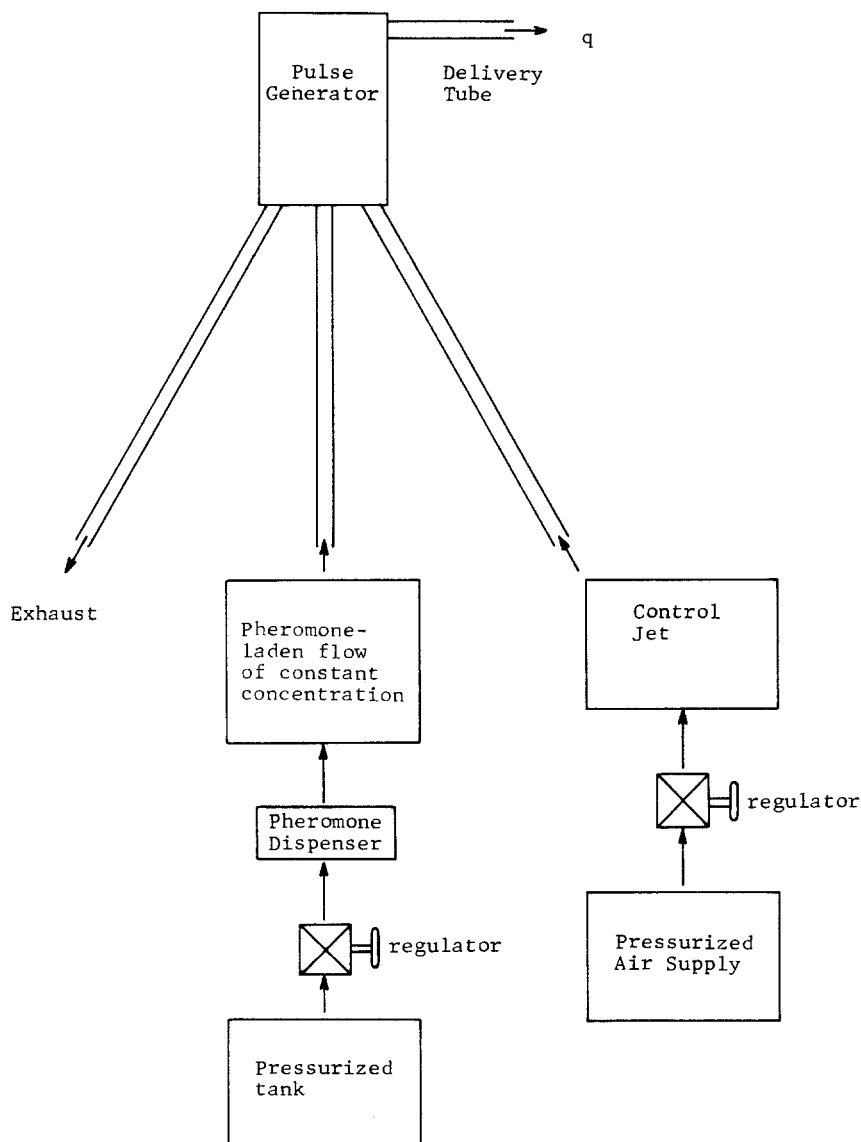 Pulse
Generator
q
Delivery
Tube
Exhaust
Pheromone-
laden flow
of constant
concentration
Control
Jet
regulator
Pheromone
Dispenser
regulator
Pressurized
Air Supply
Pressurized
tank